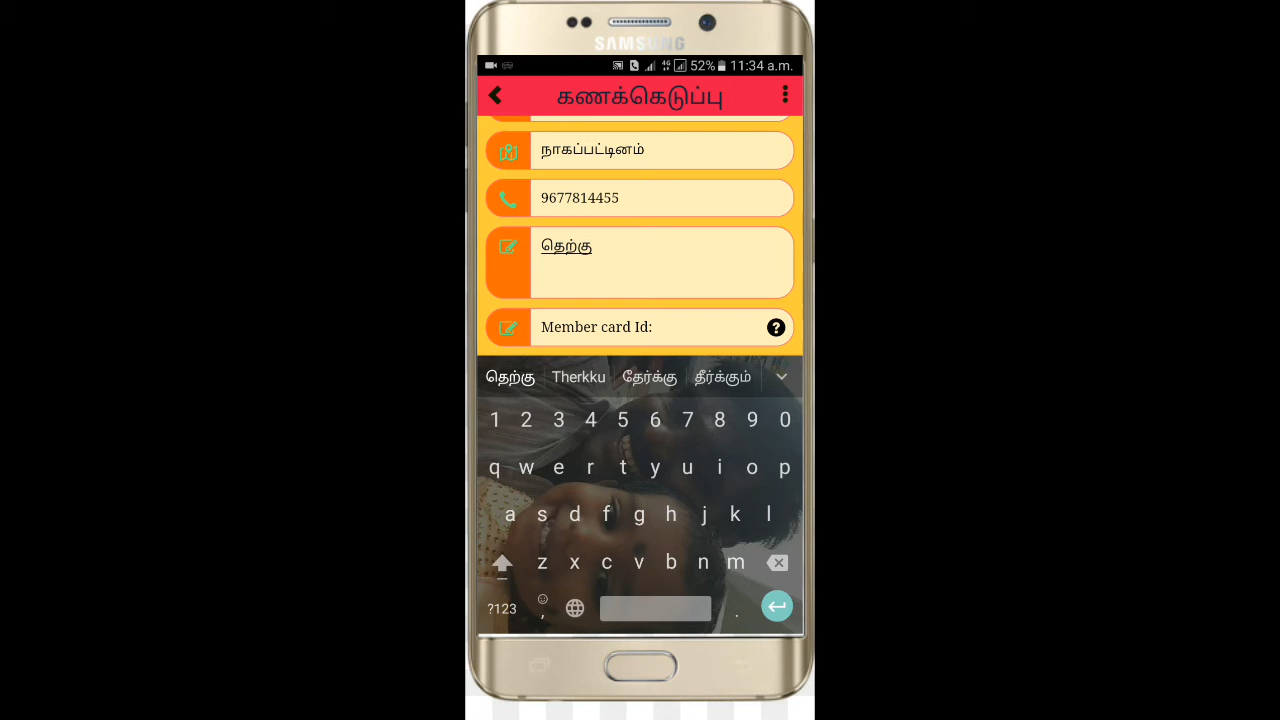 SAMSUNG
4G 52% 11:34 a.m.
கணக்கெடுப்பு
நாகப்பட்டினம்
9677814455
தெற்கு
Member card Id: ?
தெற்கு Therkku தேர்க்கு தீர்க்கும்
1 2 3 4 5 6 7 8 9 0
q w e r t y u i o p
a s d f g h j k l
z x c v b n m
?123 , .